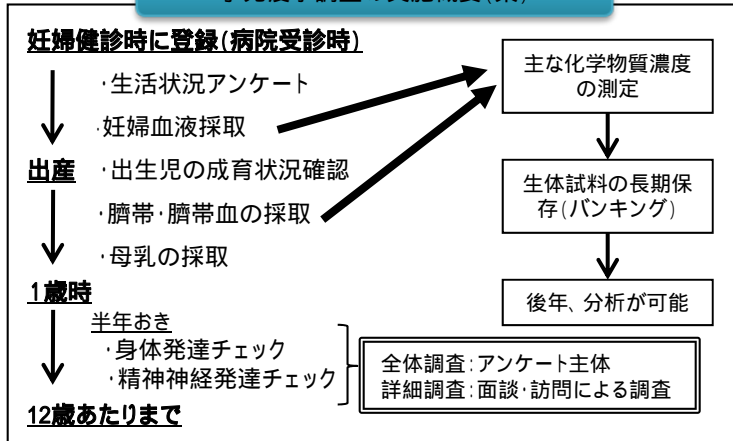 妊婦健診時に登録(病院受診時)
・生活状況アンケート
・妊婦血液採取
出産
・出生児の成育状況確認
・臍帯・臍帯血の採取
・母乳の採取
1歳時
半年おき
・身体発達チェック
・精神神経発達チェック
12歳あたりまで
全体調査:アンケート主体
詳細調査:面談・訪問による調査
主な化学物質濃度
の測定
生体試料の長期保
存(バンキング)
後年、分析が可能